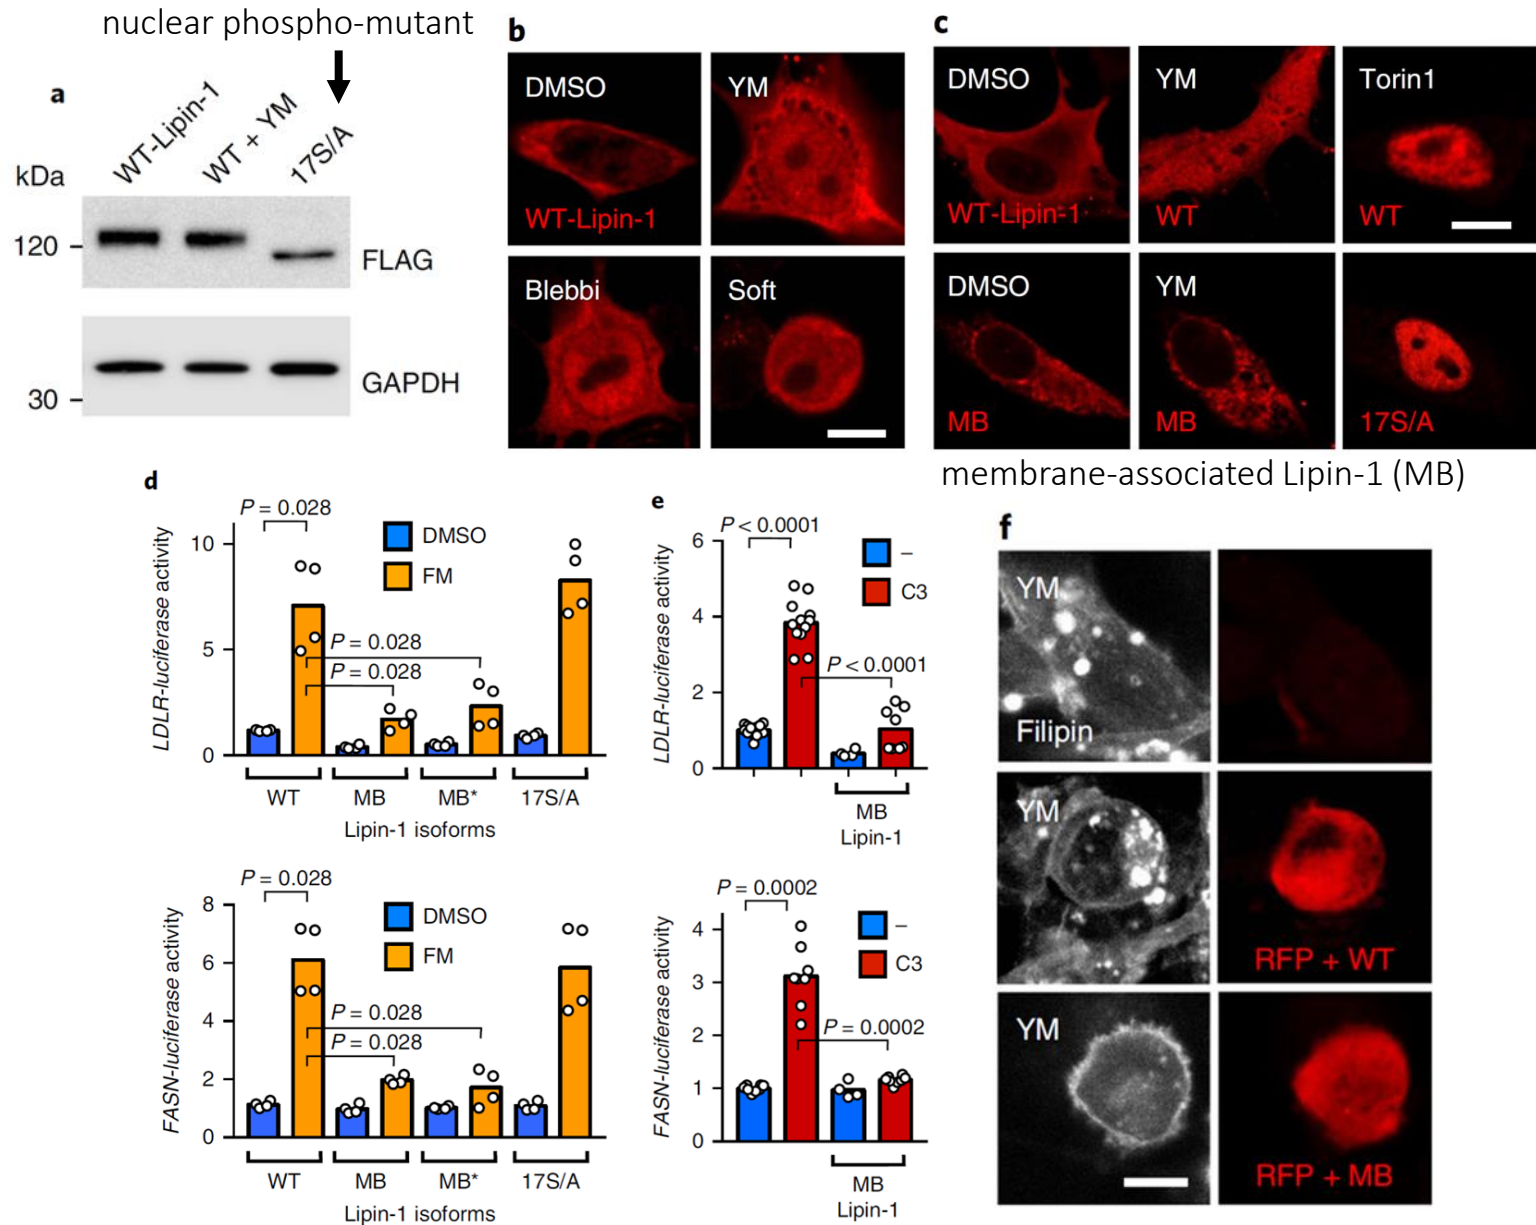 nuclear phospho-mutant
a
kDa
WT-Lipin-1
WT + YM
17S/A
120
FLAG
30
GAPDH
b
DMSO
YM
WT-Lipin-1
Blebbi
Soft
c
DMSO
YM
Torin1
WT-Lipin-1
WT
WT
DMSO
YM
MB
MB
17S/A
membrane-associated Lipin-1 (MB)
d
P = 0.028
DMSO
FM
P = 0.028
P = 0.028
LDLR-luciferase activity
10
5
0
WT
MB
MB*
17S/A
Lipin-1 isoforms
P = 0.028
DMSO
FM
P = 0.028
P = 0.028
FASN-luciferase activity
8
6
4
2
0
WT
MB
MB*
17S/A
Lipin-1 isoforms
e
P < 0.0001
–
C3
P < 0.0001
LDLR-luciferase activity
6
4
2
0
MB
Lipin-1
P = 0.0002
–
C3
P = 0.0002
FASN-luciferase activity
4
3
2
1
0
MB
Lipin-1
f
YM
Filipin
YM
RFP + WT
YM
RFP + MB